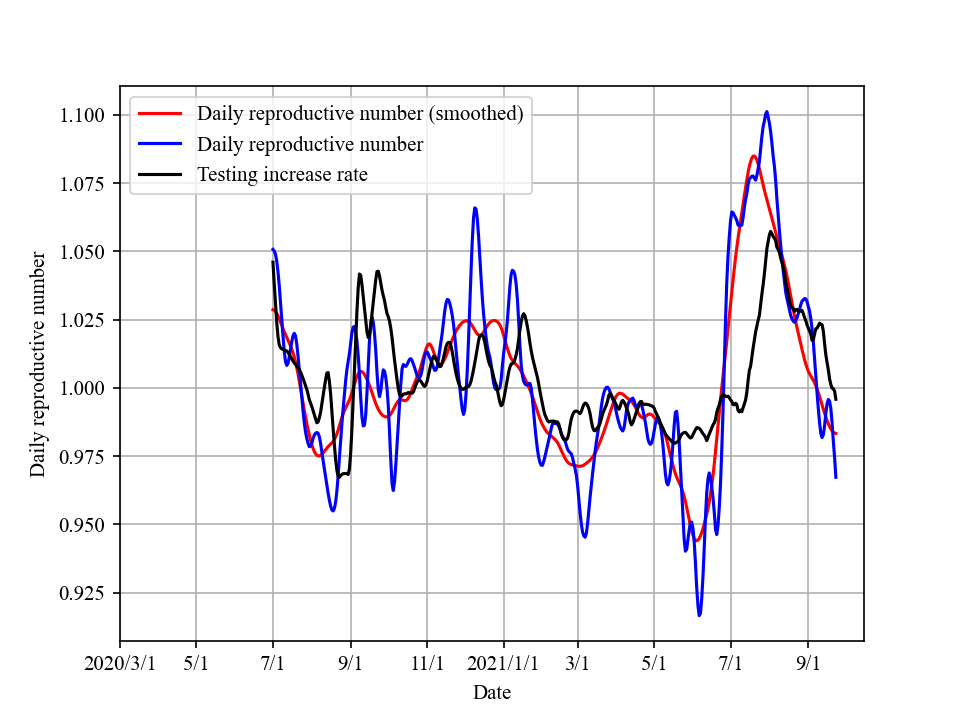 Daily reproductive number (smoothed)
Daily reproductive number
Testing increase rate
1.100
1.075
1.050
1.025
1.000
0.975
0.950
0.925
Daily reproductive number
2020/3/1 5/1 7/1 9/1 11/1 2021/1/1 3/1 5/1 7/1 9/1
Date